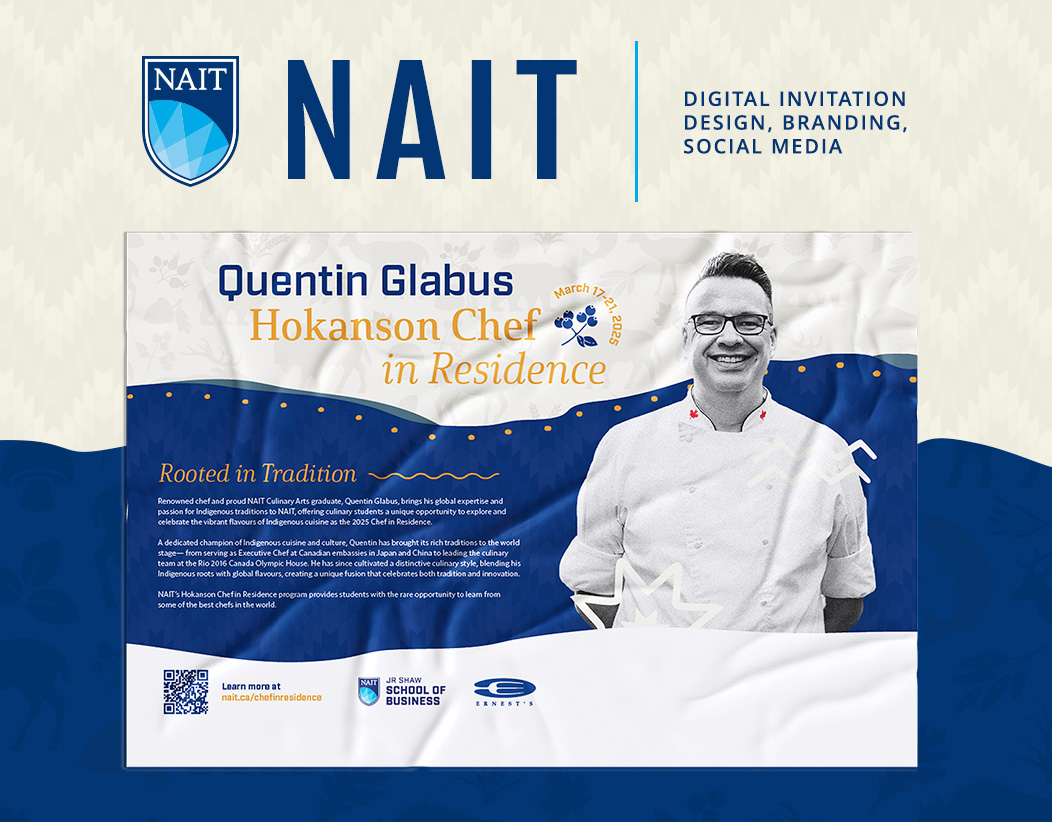 NAIT
NAIT
DIGITAL INVITATION
DESIGN, BRANDING,
SOCIAL MEDIA
Quentin Glabus
Hokanson Chef
in Residence
March 17-21, 2025
Rooted in Tradition
Renowned chef and proud NAIT Culinary Arts graduate, Quentin Glabus, brings his global expertise and
passion for Indigenous traditions to NAIT, offering culinary students a unique opportunity to explore and
celebrate the vibrant flavours of Indigenous cuisine as the 2025 Chef in Residence.
A dedicated champion of Indigenous cuisine and culture, Quentin has brought its rich traditions to the world
stage— from serving as Executive Chef at Canadian embassies in Japan and China to leading the culinary
team at the Rio 2016 Canada Olympic House. He has since cultivated a distinctive culinary style, blending his
Indigenous roots with global flavours, creating a unique fusion that celebrates both tradition and innovation.
NAIT's Hokanson Chef in Residence program provides students with the rare opportunity to learn from
some of the best chefs in the world.
Learn more at
nait.ca/chefinresidence
NAIT
JR SHAW
SCHOOL OF
BUSINESS
ERNEST'S